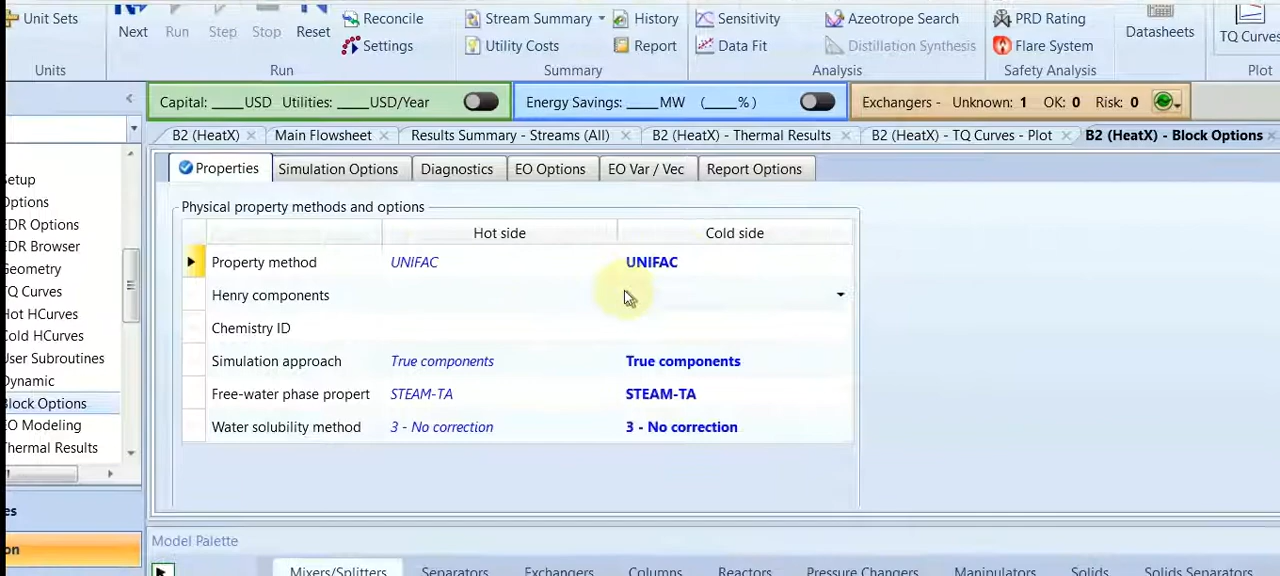 Unit Sets
Next Run Step Stop Reset
Reconcile
Settings
Stream Summary
Utility Costs
History
Report
Sensitivity
Data Fit
Azeotrope Search
Distillation Synthesis
PRD Rating
Flare System
Datasheets
TQ Curves
Units Run Summary Analysis Safety Analysis Plot
Capital: ____USD Utilities: ____USD/Year
Energy Savings: ____MW (____%)
Exchangers - Unknown: 1 OK: 0 Risk: 0
B2 (HeatX) Main Flowsheet Results Summary - Streams (All) B2 (HeatX) - Thermal Results B2 (HeatX) - TQ Curves - Plot B2 (HeatX) - Block Options
Properties Simulation Options Diagnostics EO Options EO Var / Vec Report Options
etup
ptions
EDR Options
EDR Browser
Geometry
TQ Curves
Hot HCurves
Cold HCurves
User Subroutines
Dynamic
Block Options
EO Modeling
Thermal Results
es
on
Physical property methods and options
Hot side Cold side
Property method UNIFAC UNIFAC
Henry components
Chemistry ID
Simulation approach True components True components
Free-water phase propert STEAM-TA STEAM-TA
Water solubility method 3 - No correction 3 - No correction
Model Palette
Mixers/Splitters Separators Exchangers Columns Reactors Pressure Changers Manipulators Solids Solids Separators